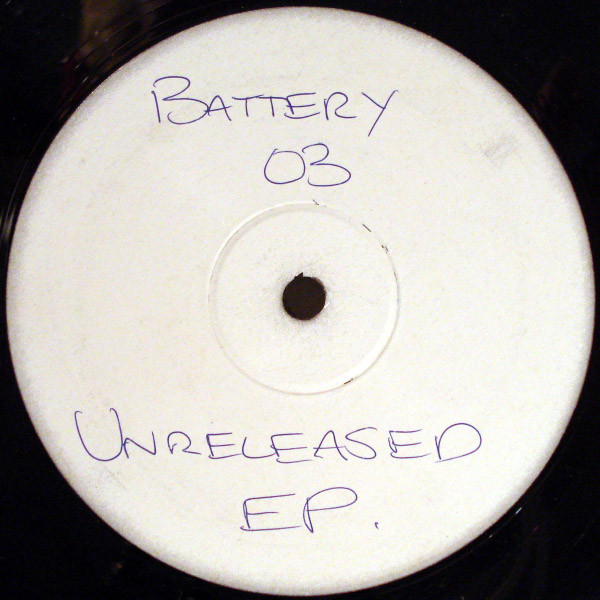 BATTERY
03
UNRELEASED
EP.